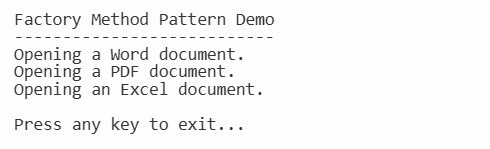 Factory Method Pattern Demo
---------------------------
Opening a Word document.
Opening a PDF document.
Opening an Excel document.

Press any key to exit...